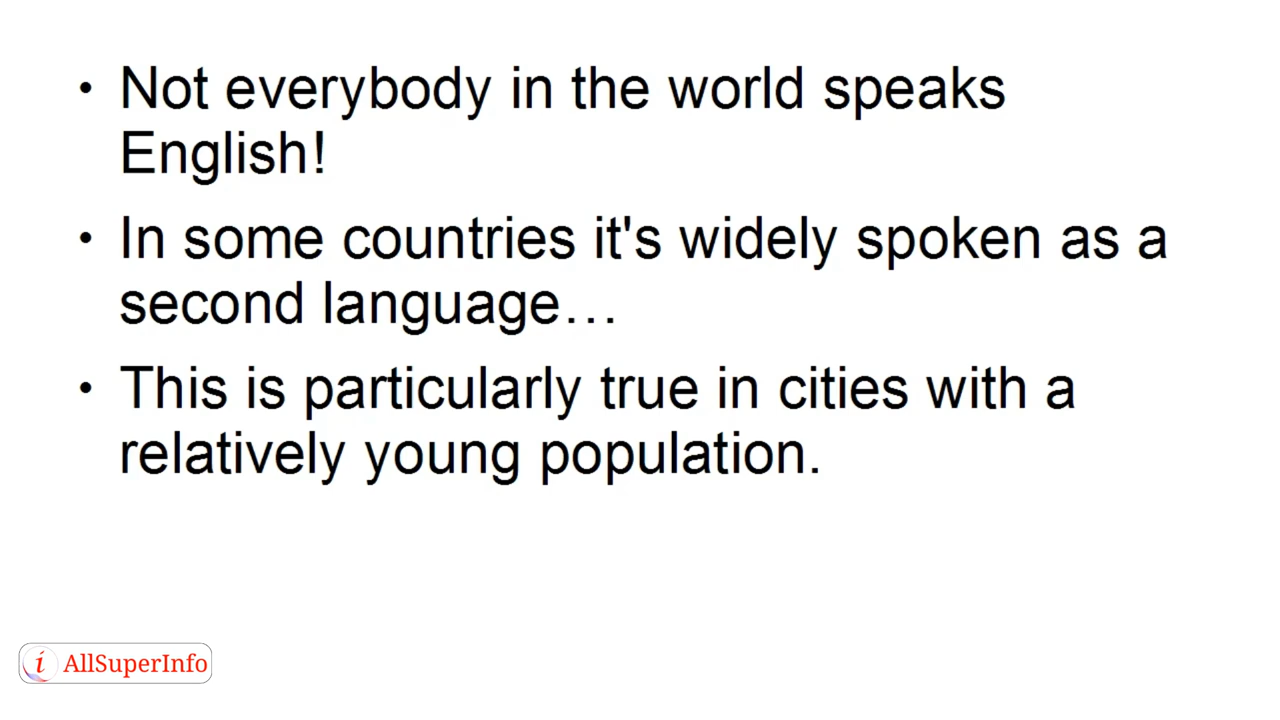 • Not everybody in the world speaks
English!
• In some countries it's widely spoken as a
second language…
• This is particularly true in cities with a
relatively young population.
i AllSuperInfo